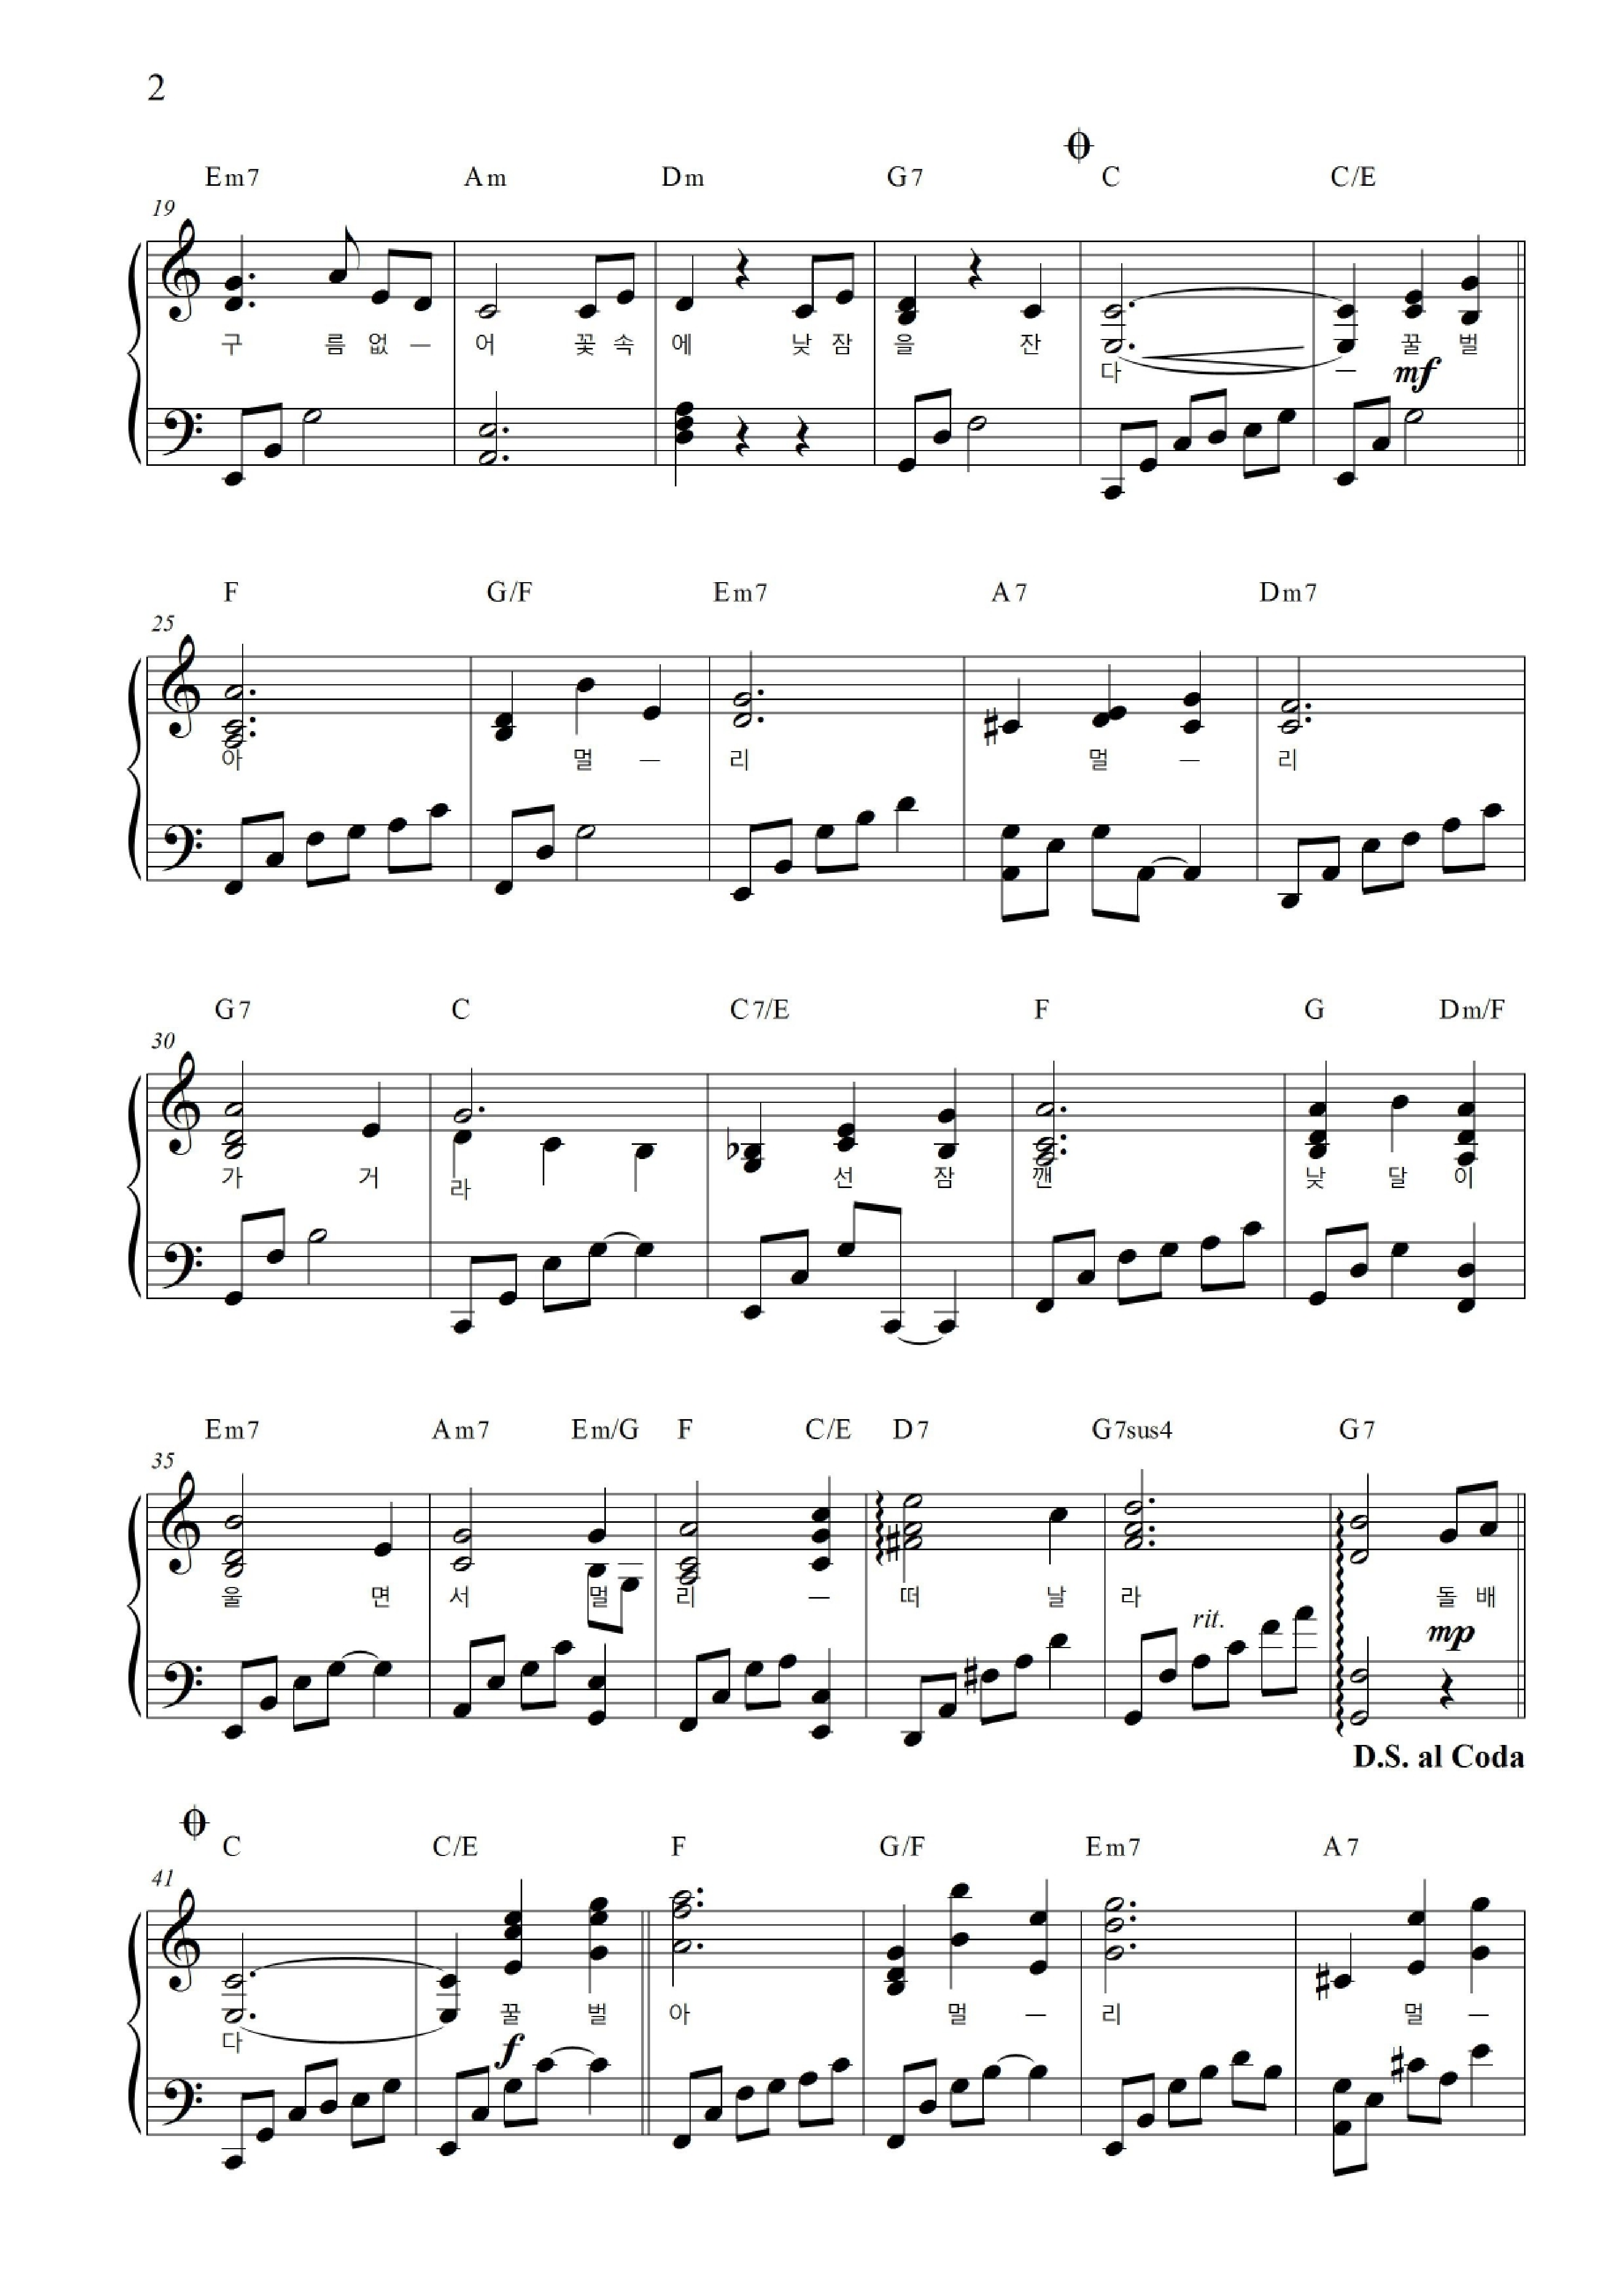 2
Em7 Am Dm G7 C C/E
19
구 름 없 — 어 꽃 속 에 낮 잠 을 잔 다 — 꿀 벌
mf
F G/F Em7 A7 Dm7
25
아 멀 — 리 멀 — 리
G7 C C7/E F G Dm/F
30
가 거 라 선 잠 깬 낮 달 이
Em7 Am7 Em/G F C/E D7 G7sus4 G7
35
울 면 서 멀 리 — 떠 날 라 돌 배
rit.
mp
D.S. al Coda
C C/E F G/F Em7 A7
41
다 꿀 벌 아 멀 — 리 멀 —
f